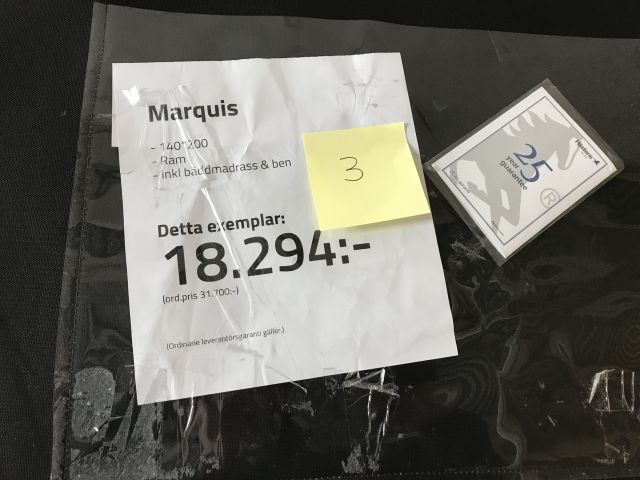 Marquis
- 140*200
- Ram
- inkl bäddmadrass & ben
3
Detta exemplar:
18.294:-
(ord.pris 31.700:-)
(Ordinarie leverantörsgaranti gäller.)
Hästens
25
year
guarantee
®